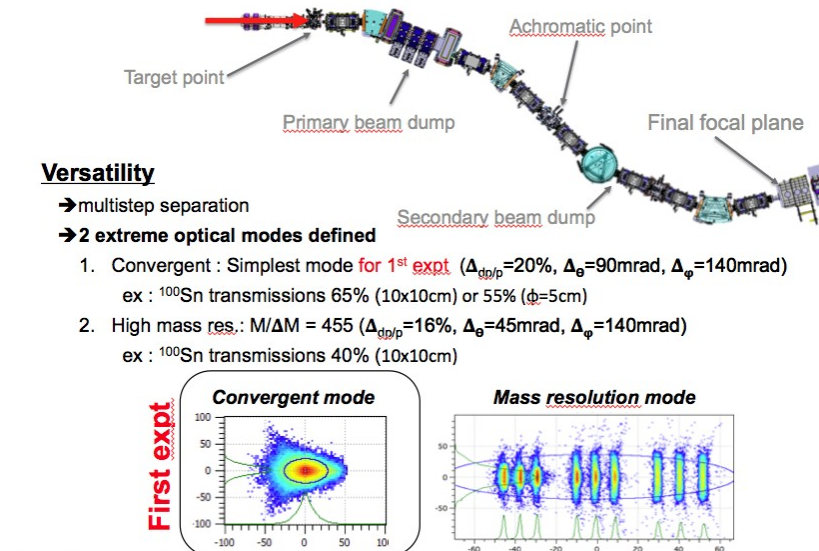 Achromatic point
Target point
Primary beam dump
Final focal plane
Versatility
➔multistep separation
Secondary beam dump
➔2 extreme optical modes defined
1. Convergent : Simplest mode for 1st expt (Δdp/p=20%, Δθ=90mrad, Δφ=140mrad)
ex : 100Sn transmissions 65% (10x10cm) or 55% (ϕ=5cm)
2. High mass res.: M/ΔM = 455 (Δdp/p=16%, Δθ=45mrad, Δφ=140mrad)
ex : 100Sn transmissions 40% (10x10cm)
First expt
Convergent mode
Mass resolution mode
100
50
0
-50
-100
-100 -50 0 50 10
50
0
-50
-60 -40 -20 0 20 40 60